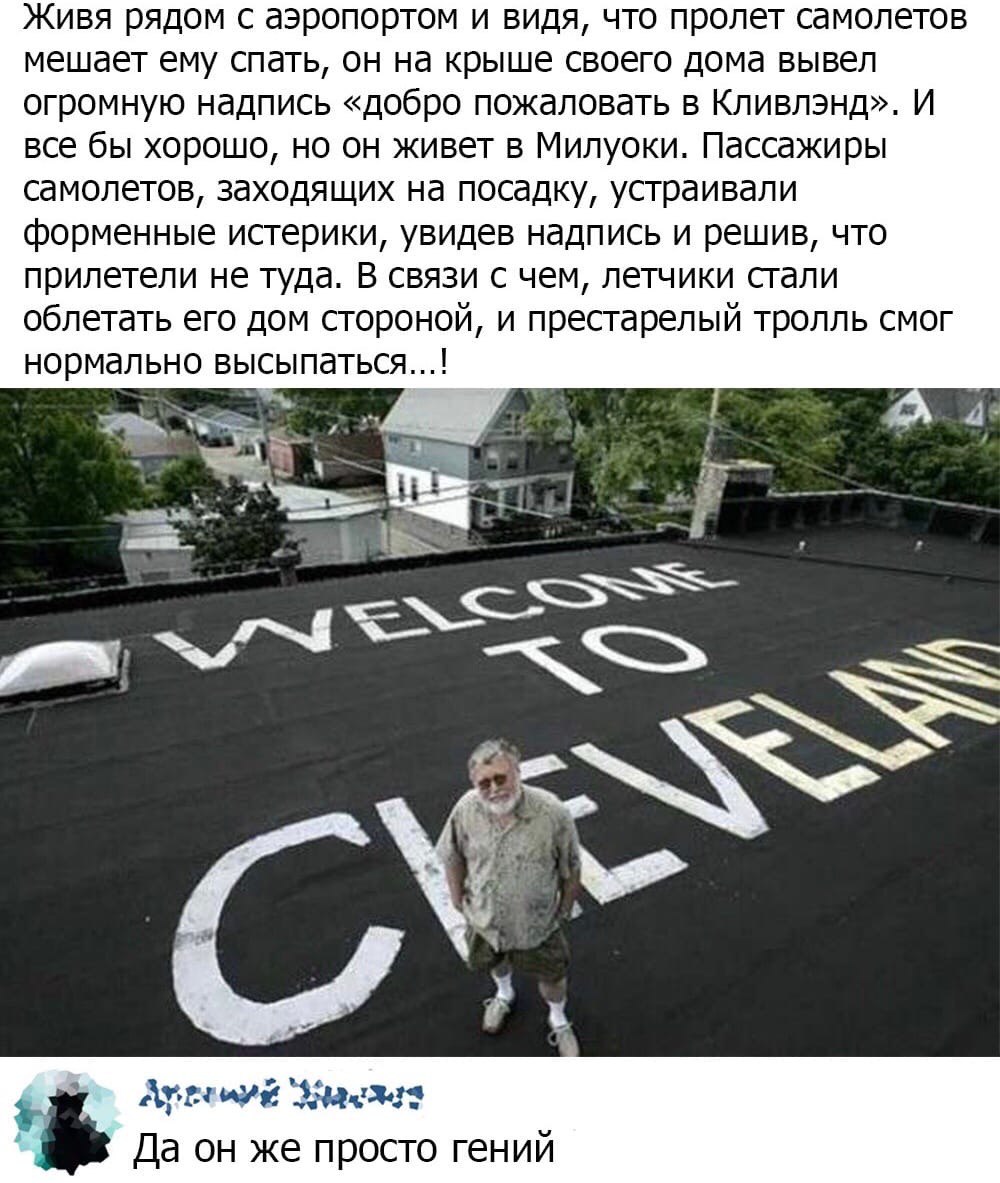 Живя рядом с аэропортом и видя, что пролет самолетов
мешает ему спать, он на крыше своего дома вывел
огромную надпись «добро пожаловать в Кливлэнд». И
все бы хорошо, но он живет в Милуоки. Пассажиры
самолетов, заходящих на посадку, устраивали
форменные истерики, увидев надпись и решив, что
прилетели не туда. В связи с чем, летчики стали
облетать его дом стороной, и престарелый тролль смог
нормально высыпаться...!
WELCOME
TO
CLEVELAND
Да он же просто гений